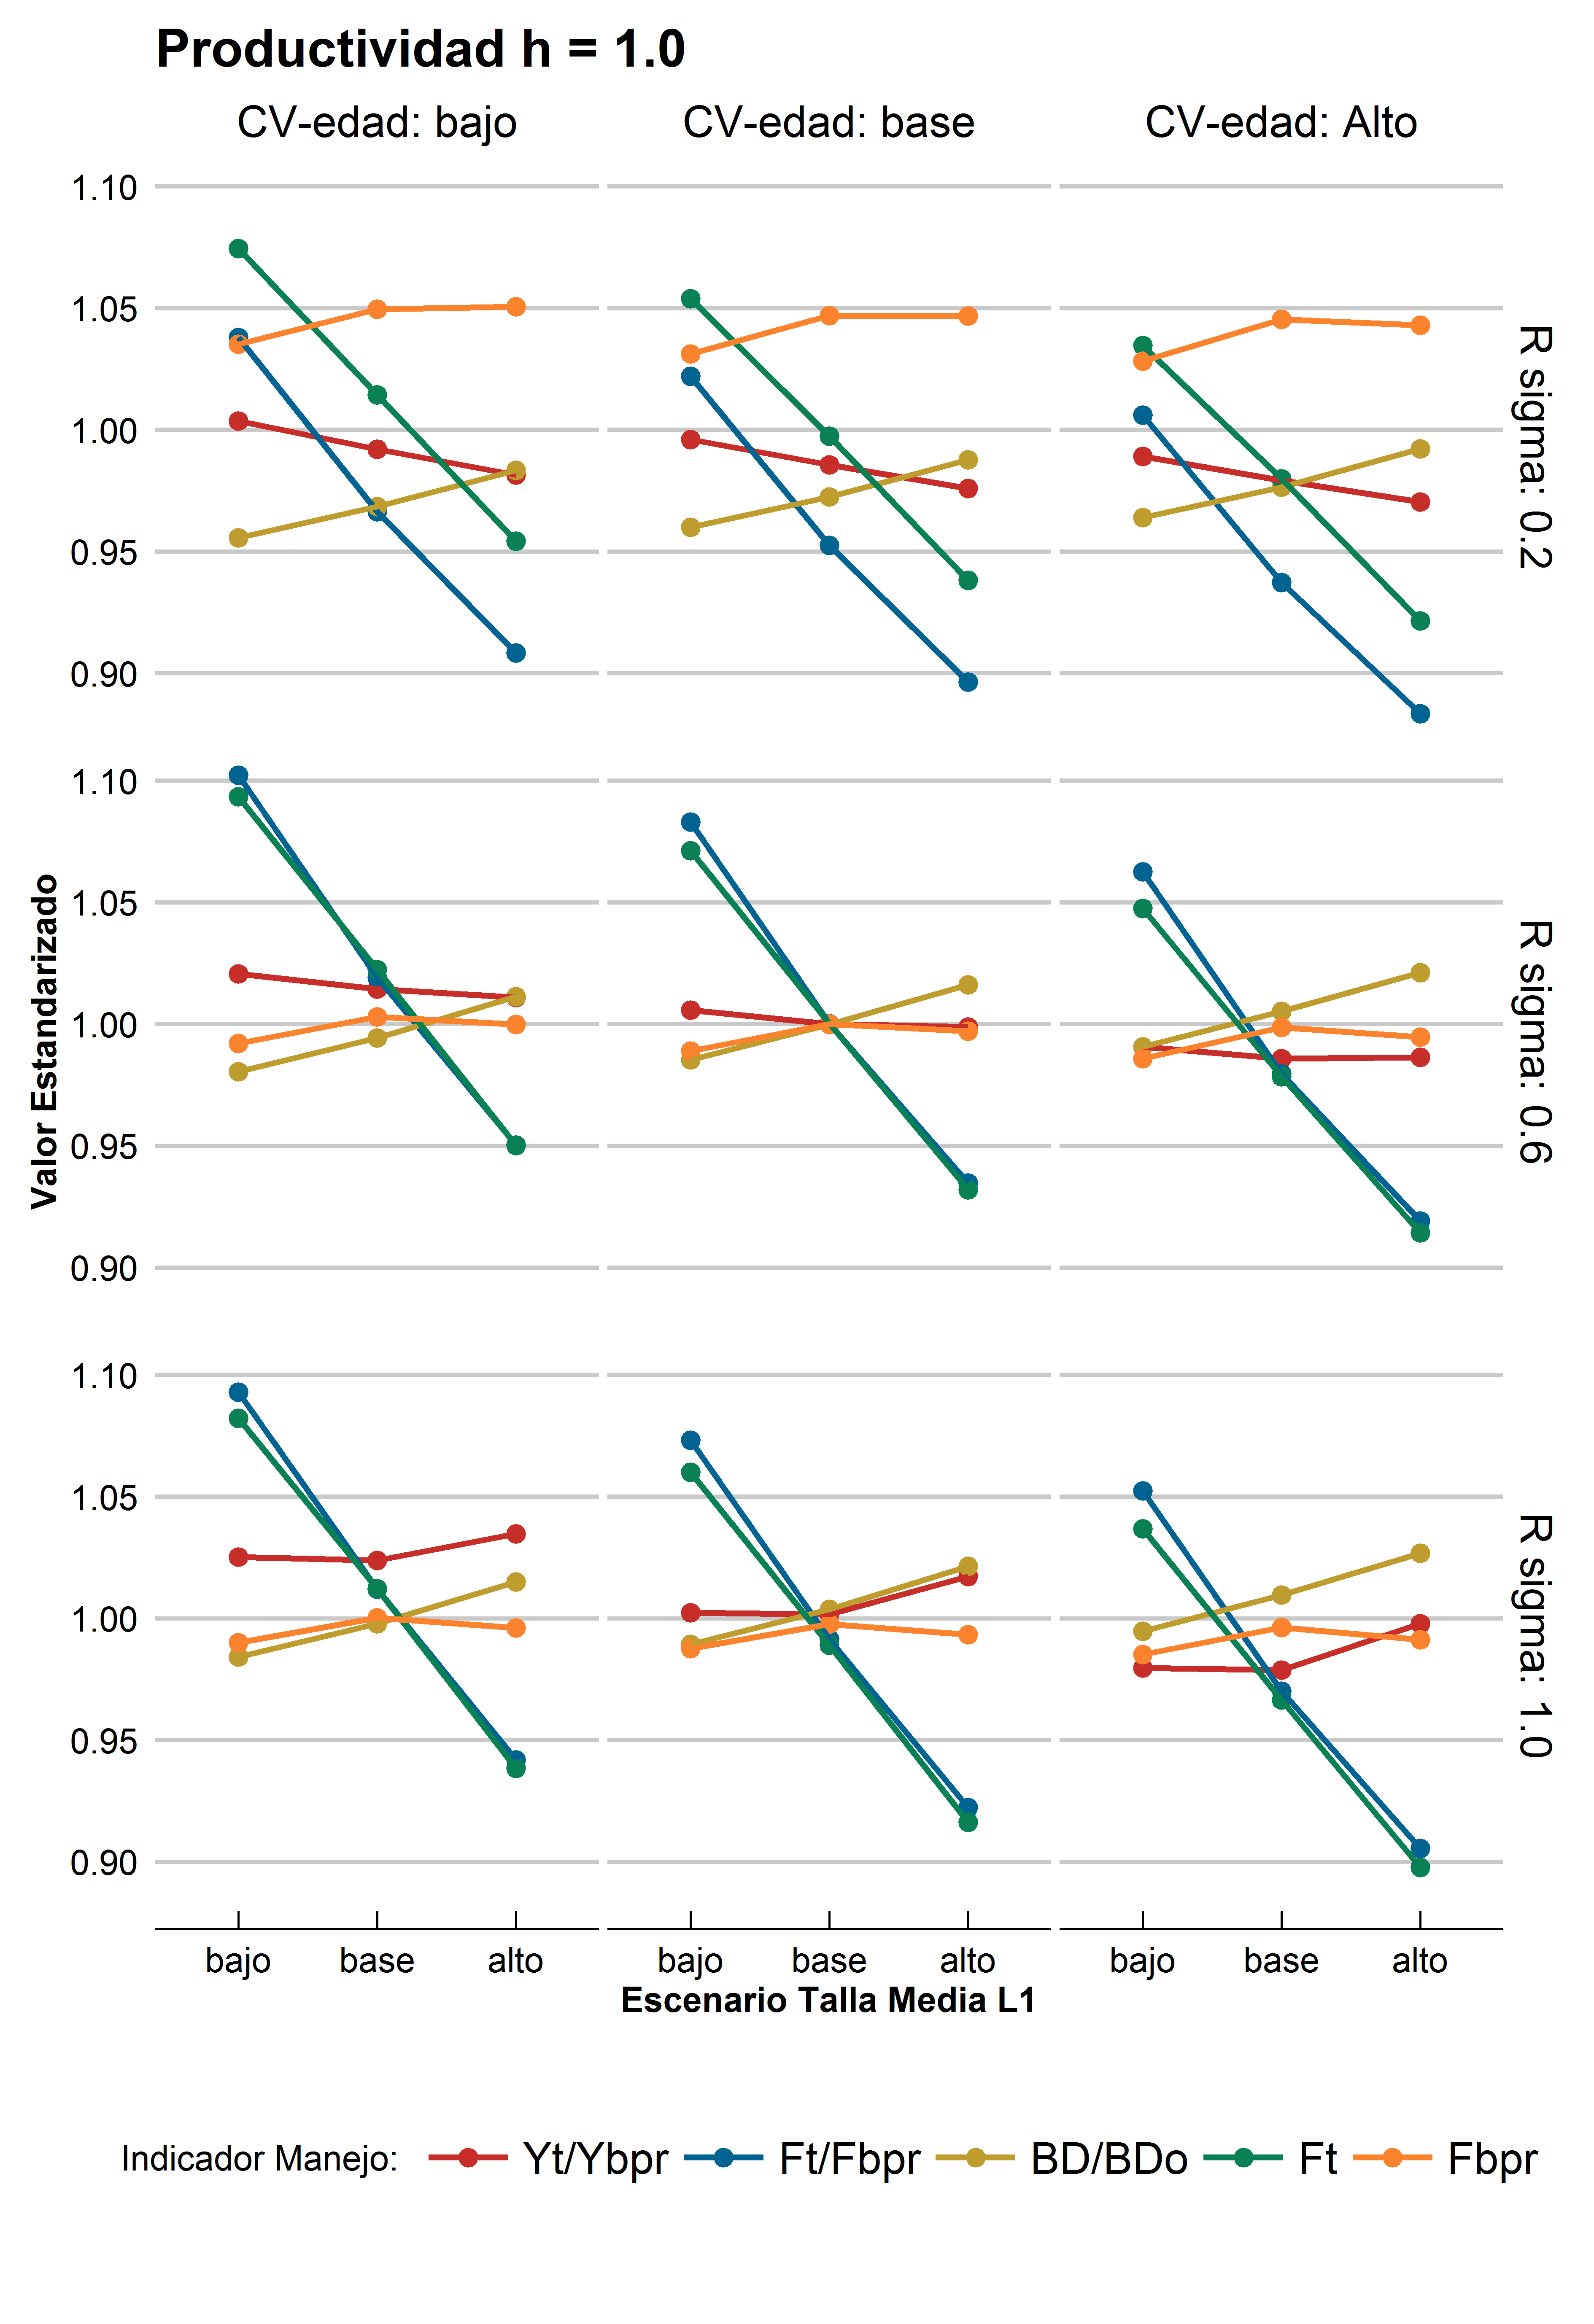 Productividad h = 1.0
CV-edad: bajo
CV-edad: base
CV-edad: Alto
1.10
1.05
1.00
0.95
0.90
R sigma: 0.2
1.10
1.05
1.00
0.95
0.90
R sigma: 0.6
Valor Estandarizado
1.10
1.05
1.00
0.95
0.90
R sigma: 1.0
bajo base alto
bajo base alto
bajo base alto
Escenario Talla Media L1
Indicador Manejo: Yt/Ybpr Ft/Fbpr BD/BDo Ft Fbpr